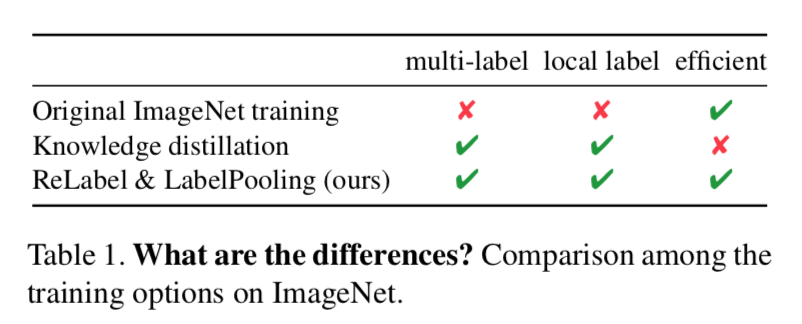 multi-label local label efficient
Original ImageNet training ✘ ✘ ✔
Knowledge distillation ✔ ✔ ✘
ReLabel & LabelPooling (ours) ✔ ✔ ✔
Table 1. What are the differences? Comparison among the
training options on ImageNet.